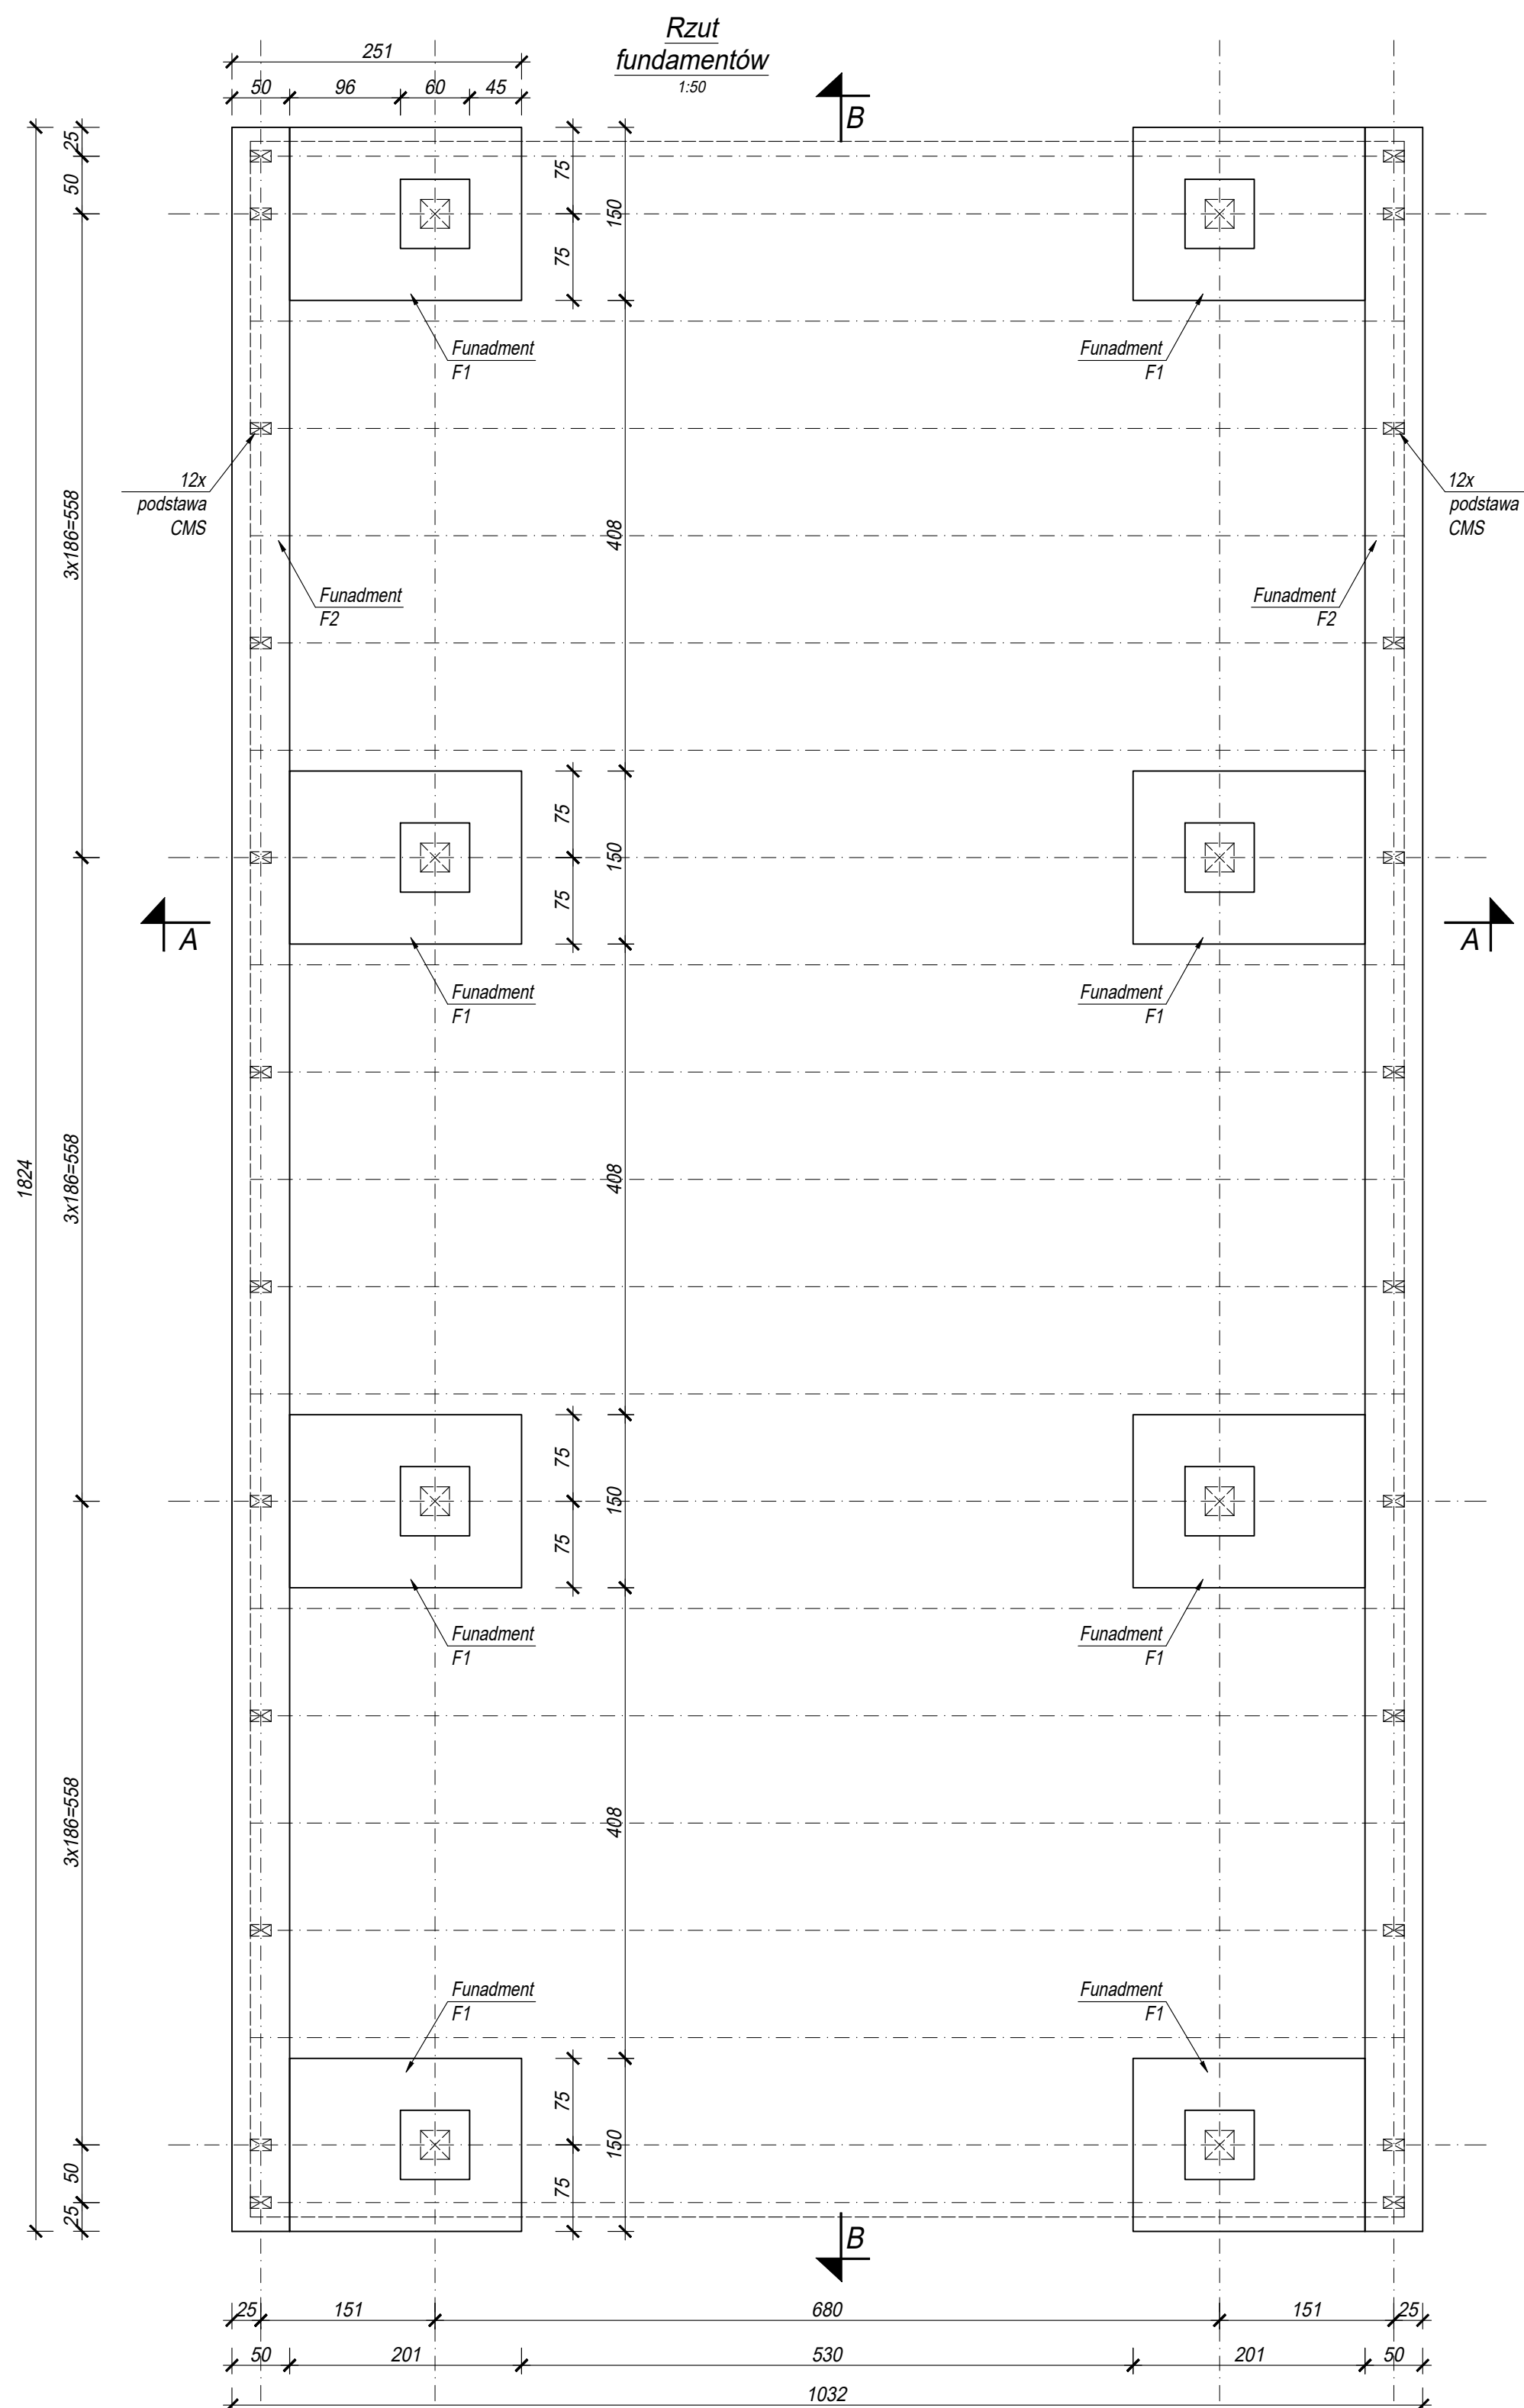 Rzut
fundamentów
1:50
251
50
96
60
45
B
25
50
75
75
150
Funadment
F1
Funadment
F1
12x
podstawa
CMS
12x
podstawa
CMS
3x186=558
408
Funadment
F2
Funadment
F2
75
75
150
A
A
Funadment
F1
Funadment
F1
1824
3x186=558
408
75
75
150
Funadment
F1
Funadment
F1
3x186=558
408
Funadment
F1
Funadment
F1
75
75
150
50
25
B
25
151
680
151
25
50
201
530
201
50
1032